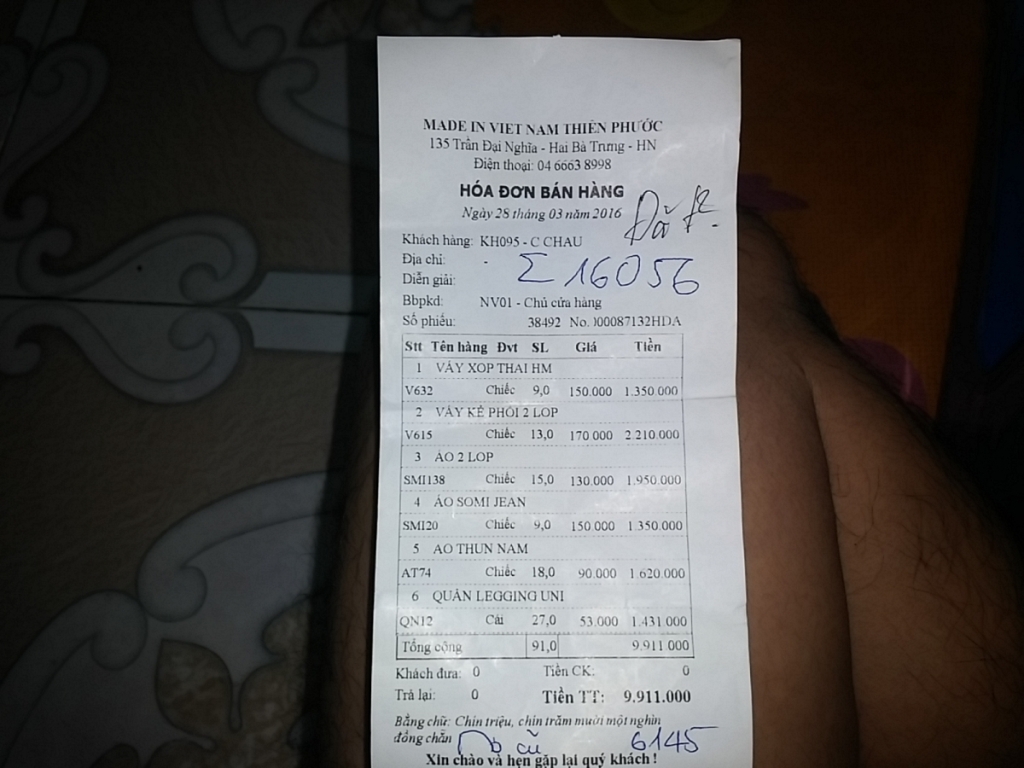 MADE IN VIET NAM THIÊN PHƯỚC
135 Trần Đại Nghĩa - Hai Bà Trưng - HN
Điện thoại: 04 6663 8998
HÓA ĐƠN BÁN HÀNG
Ngày 28 tháng 03 năm 2016
Đã
Khách hàng: KH095 - C CHAU
Địa chỉ: -
Σ 16056
Diễn giải:
Bbpkd: NV01 - Chủ cửa hàng
Số phiếu: 38492 No. 00087132HDA
Stt Tên hàng Đvt SL Giá Tiền
1 VÁY XOP THAI HM
V632 Chiếc 9,0 150.000 1.350.000
2 VÁY KẺ PHỐI 2 LOP
V615 Chiếc 13,0 170.000 2.210.000
3 ÁO 2 LOP
SM1138 Chiếc 15,0 130.000 1.950.000
4 ÁO SOMI JEAN
SMI20 Chiếc 9,0 150.000 1.350.000
5 AO THUN NAM
AT74 Chiếc 18,0 90.000 1.620.000
6 QUẦN LEGGING UNI
QN12 Cái 27,0 53.000 1.431.000
Tổng cộng 91,0 9.911.000
Khách đưa: 0 Tiền CK: 0
Trả lại: 0 Tiền TT: 9.911.000
Bằng chữ: Chín triệu, chín trăm mười một nghìn
đồng chẵn
Nợ cũ 6145
Xin chào và hẹn gặp lại quý khách !